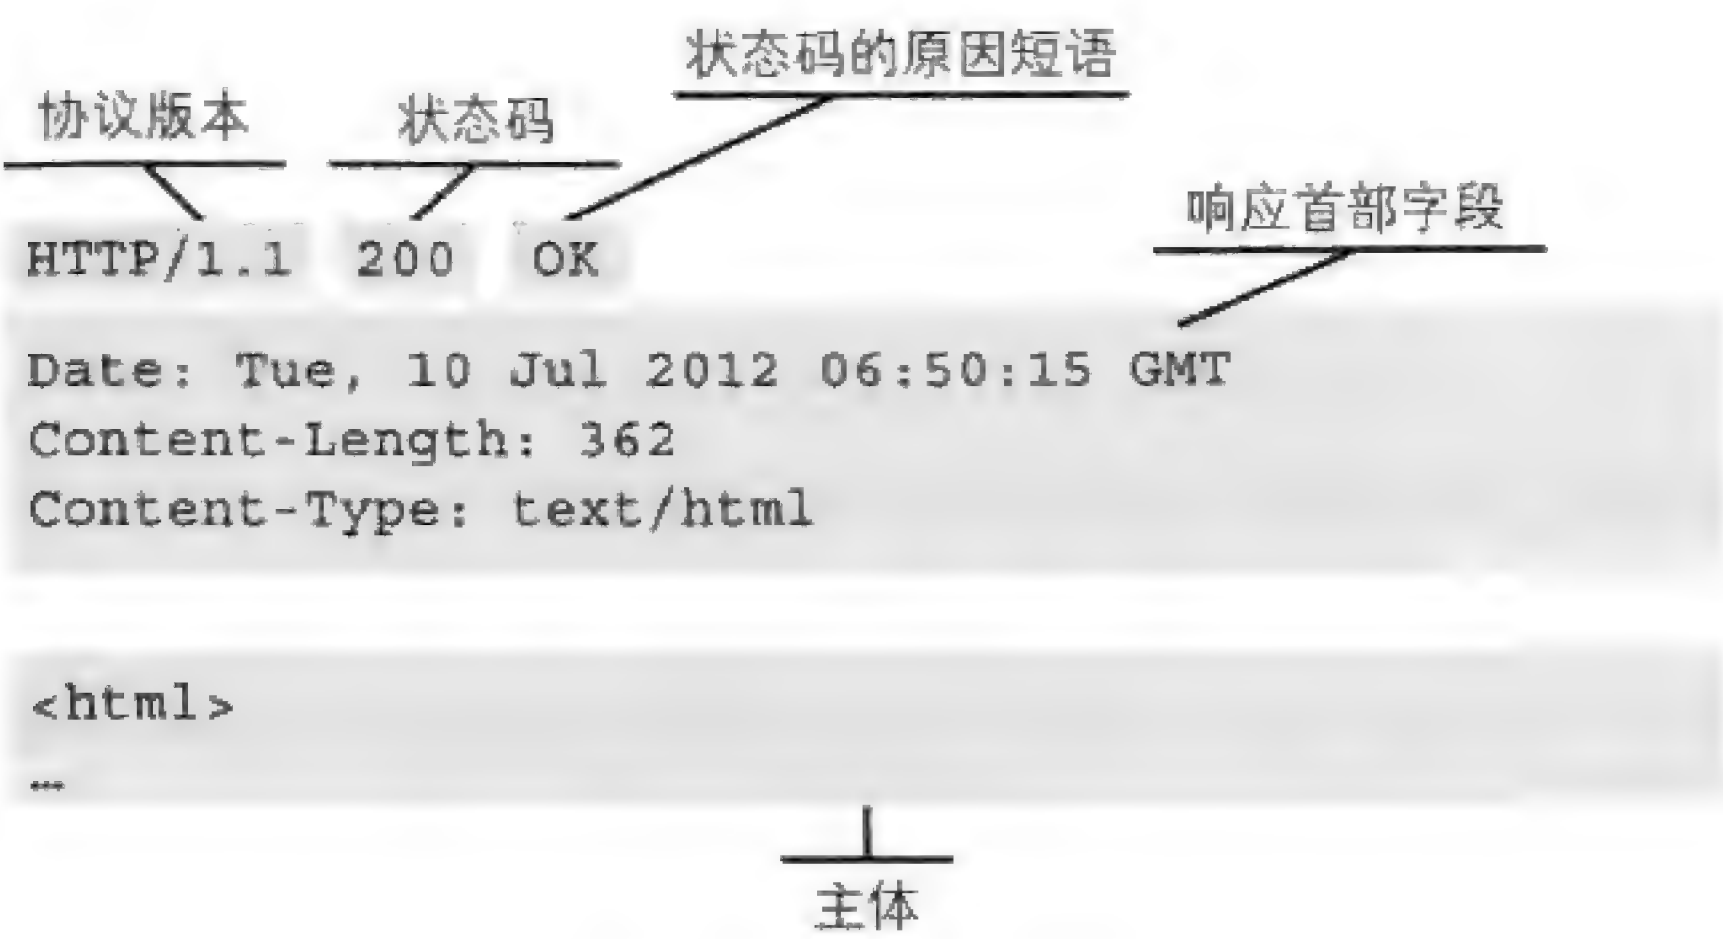 状态码的原因短语
协议版本 状态码
响应首部字段
HTTP/1.1 200 OK
Date: Tue, 10 Jul 2012 06:50:15 GMT
Content-Length: 362
Content-Type: text/html
<html>
…
主体